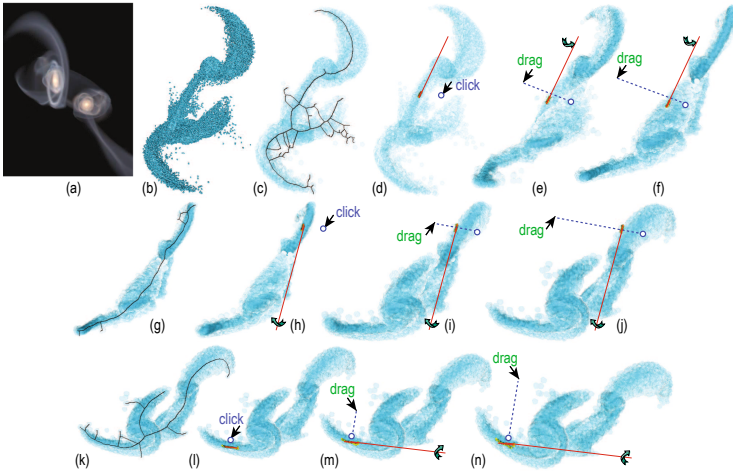 drag
drag
click
(a)
(b)
(c)
(d)
(e)
(f)
click
drag
drag
(g)
(h)
(i)
(j)
click
drag
drag
(k)
(l)
(m)
(n)